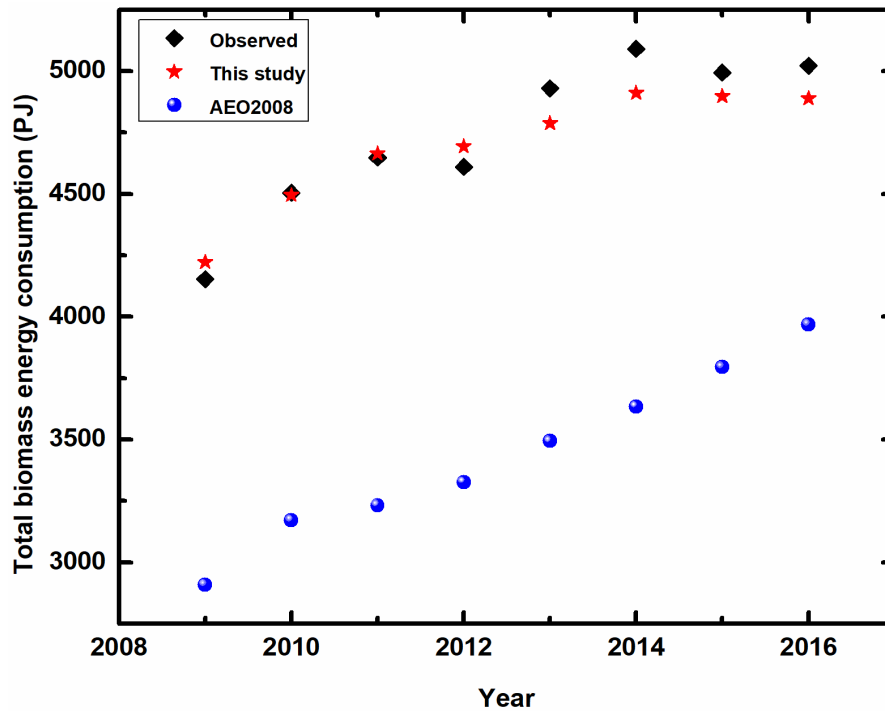 Observed
This study
AEO2008
Total biomass energy consumption (PJ)
5000
4500
4000
3500
3000
2008 2010 2012 2014 2016
Year